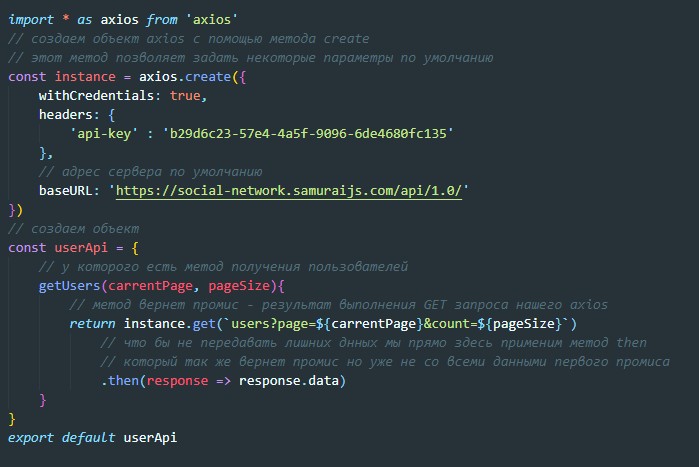 import * as axios from 'axios'
// создаем объект axios с помощью метода create
// этот метод позволяет задать некоторые параметры по умолчанию
const instance = axios.create({
    withCredentials: true,
    headers: {
        'api-key' : 'b29d6c23-57e4-4a5f-9096-6de4680fc135'
    },
    // адрес сервера по умолчанию
    baseURL: 'https://social-network.samuraijs.com/api/1.0/'
})
// создаем объект
const userApi = {
    // у которого есть метод получения пользователей
    getUsers(carrentPage, pageSize){
        // метод вернет промис - результат выполнения GET запроса нашего axios
        return instance.get(`users?page=${carrentPage}&count=${pageSize}`)
            // что бы не передавать лишних днных мы прямо здесь применим метод then
            // который так же вернет промис но уже не со всеми данными первого промиса
            .then(response => response.data)
    }
}
export default userApi